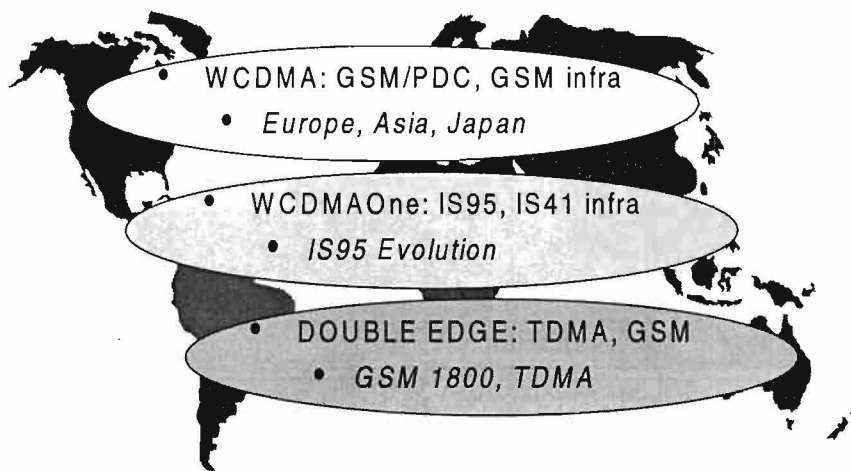 • WCDMA: GSM/PDC, GSM infra
• Europe, Asia, Japan
• WCDMAOne: IS95, IS41 infra
• IS95 Evolution
• DOUBLE EDGE: TDMA, GSM
• GSM 1800, TDMA